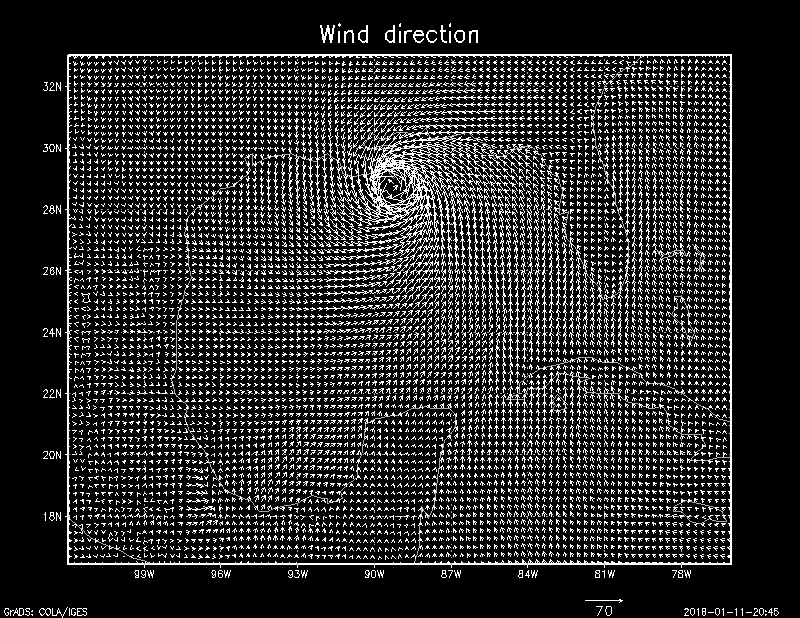 Wind direction
32N
30N
28N
26N
24N
22N
20N
18N
99W 96W 93W 90W 87W 84W 81W 78W
70
GrADS: COLA/IGES 2018-01-11-20:45